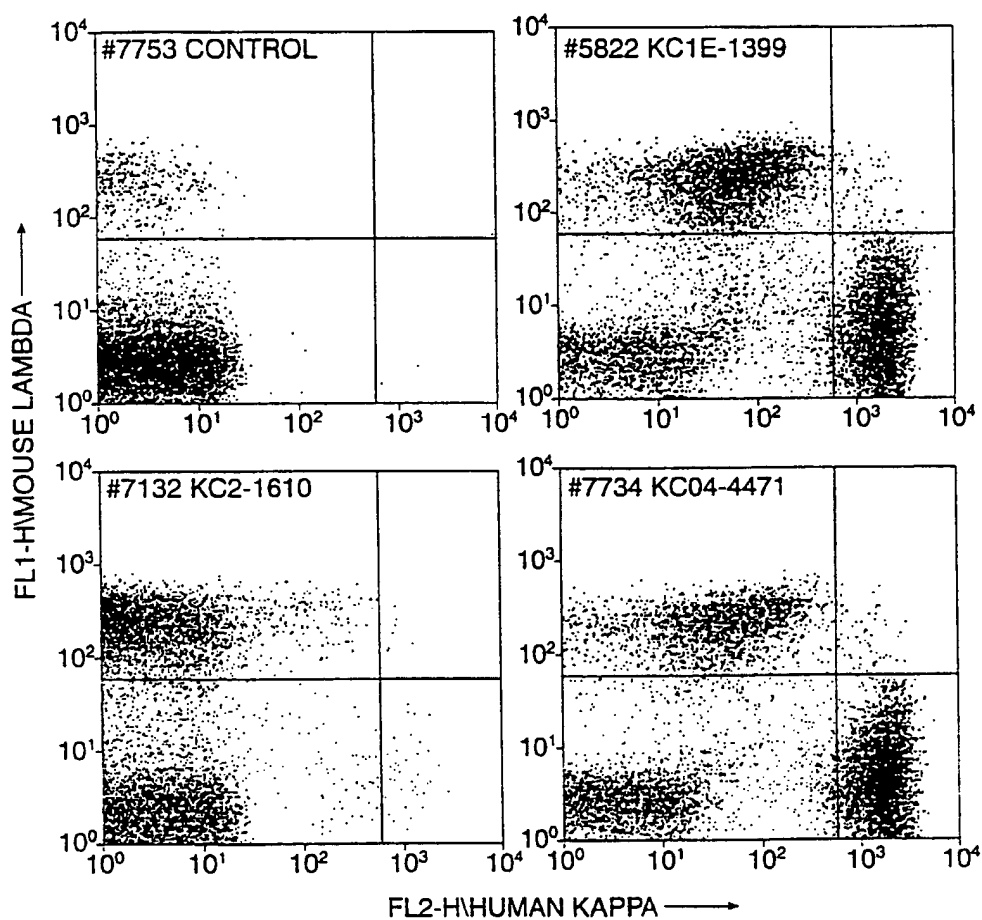 #7753 CONTROL
10⁴
10³
10²
10¹
10⁰
10⁰ 10¹ 10² 10³ 10⁴
#5822 KC1E-1399
10⁴
10³
10²
10¹
10⁰
10⁰ 10¹ 10² 10³ 10⁴
#7132 KC2-1610
10⁴
10³
10²
10¹
10⁰
10⁰ 10¹ 10² 10³ 10⁴
#7734 KC04-4471
10⁴
10³
10²
10¹
10⁰
10⁰ 10¹ 10² 10³ 10⁴
FL1-H\MOUSE LAMBDA
FL2-H\HUMAN KAPPA